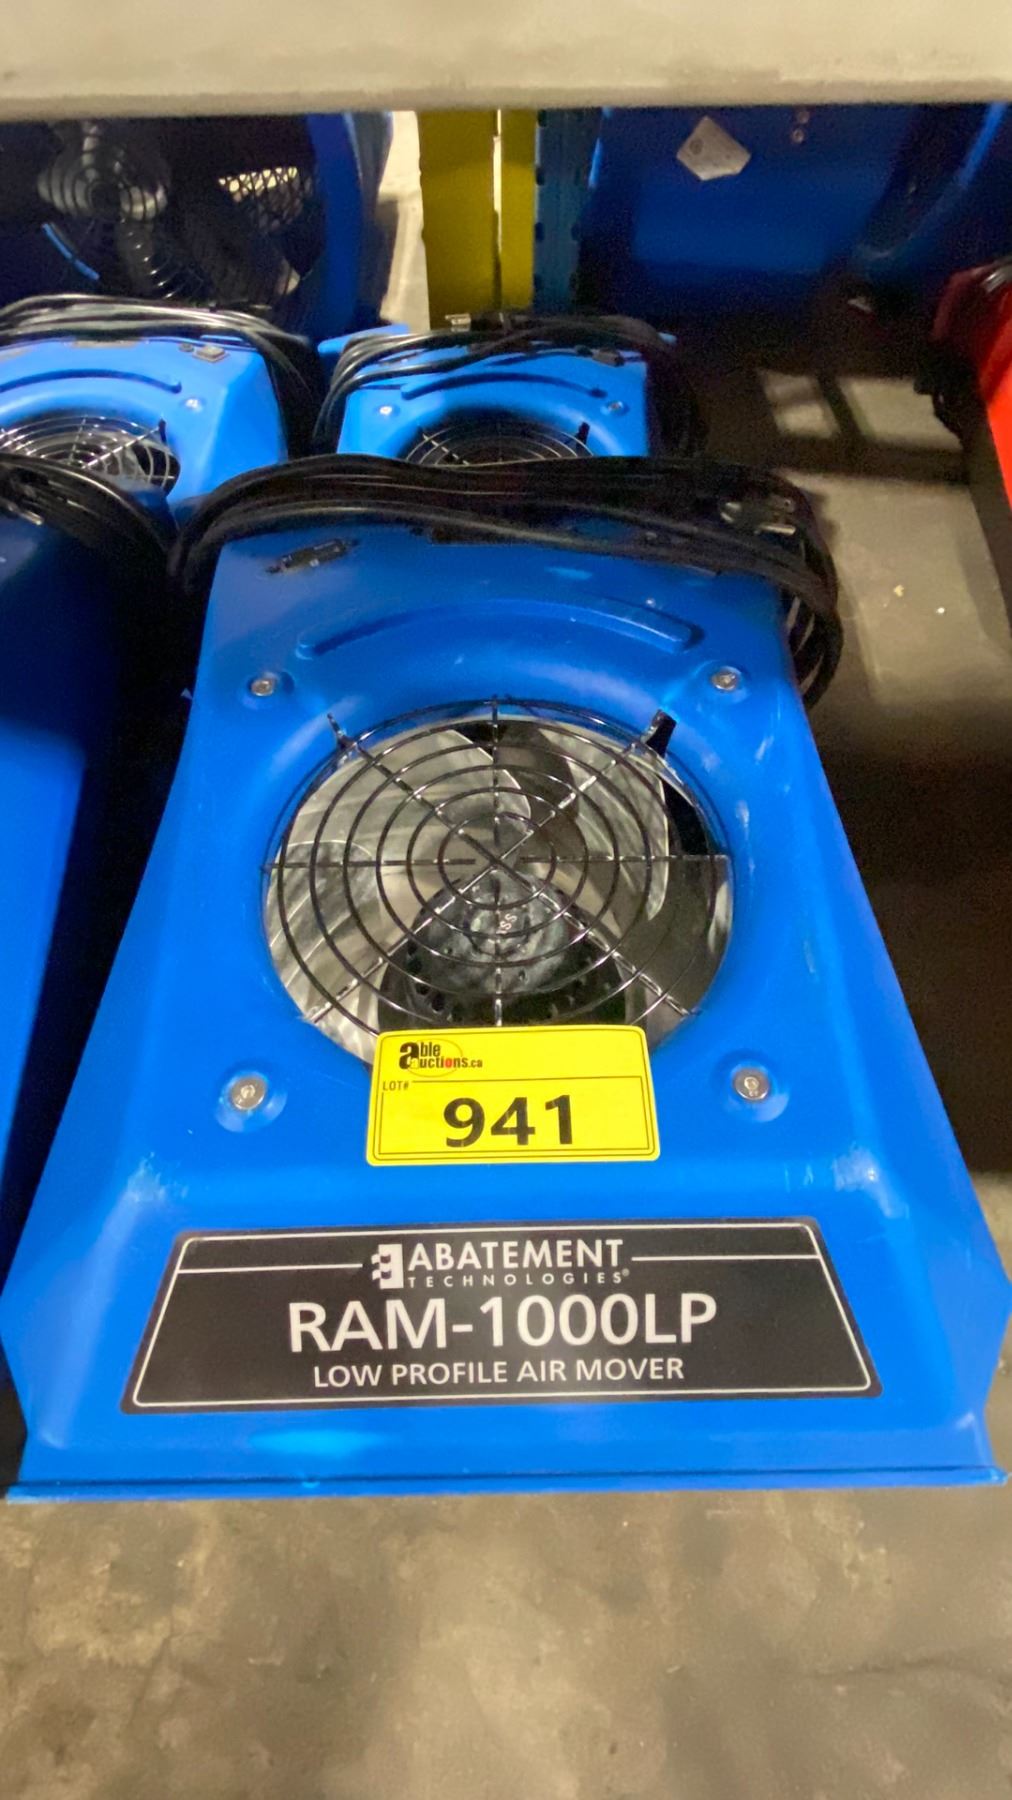 able
auctions.ca
LOT#
941
ABATEMENT
TECHNOLOGIES®
RAM-1000LP
LOW PROFILE AIR MOVER